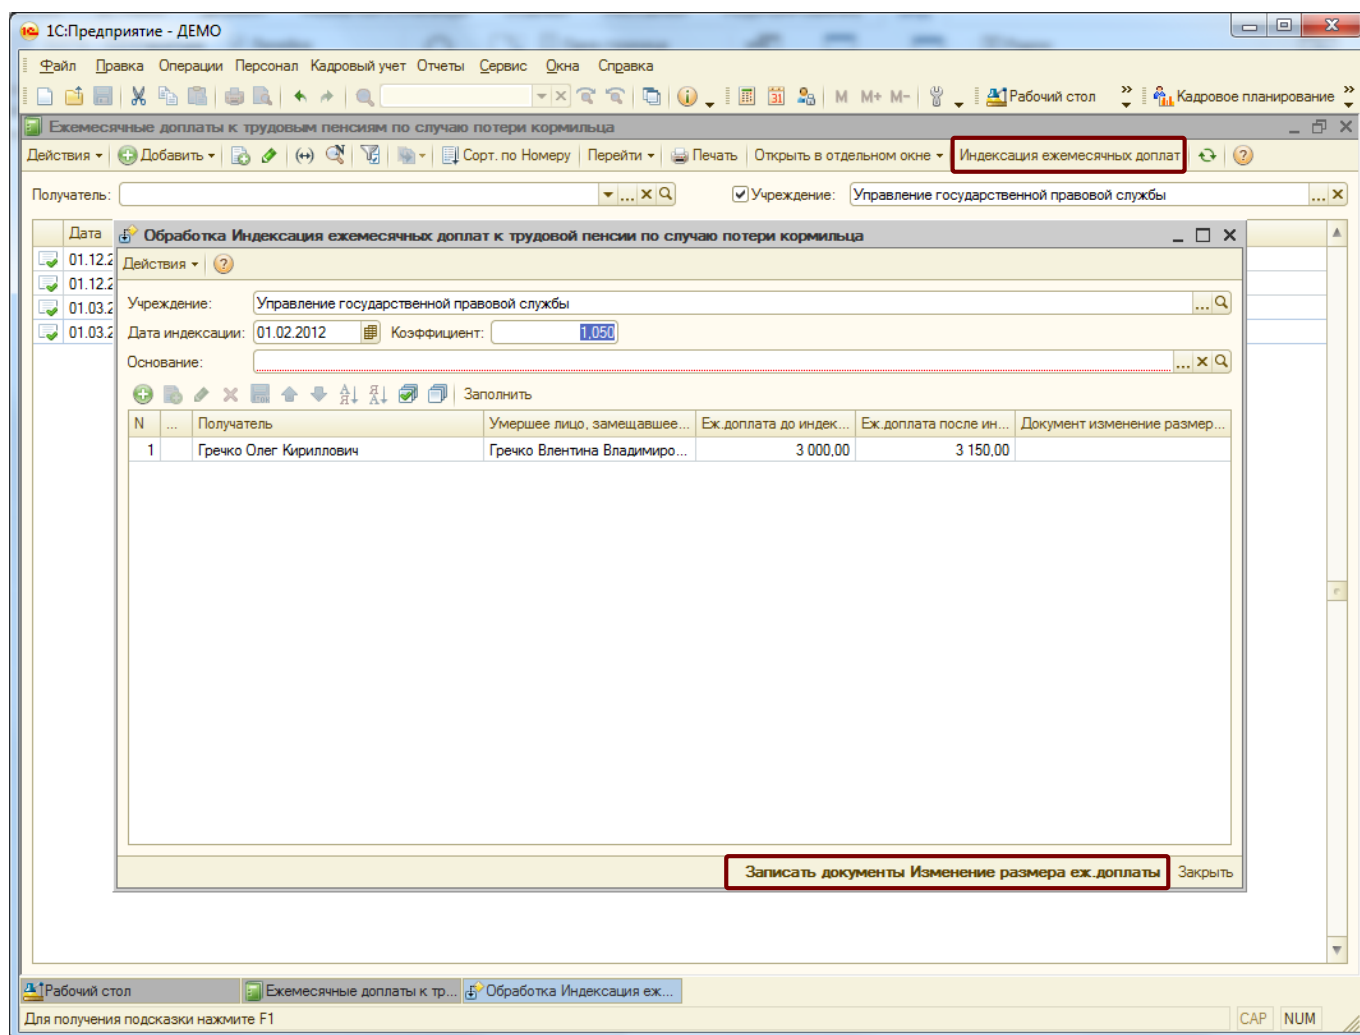 1С:Предприятие - ДЕМО
Файл Правка Операции Персонал Кадровый учет Отчеты Сервис Окна Справка
M M+ M- Рабочий стол Кадровое планирование
Ежемесячные доплаты к трудовым пенсиям по случаю потери кормильца
Действия Добавить Сорт. по Номеру Перейти Печать Открыть в отдельном окне Индексация ежемесячных доплат
Получатель: Учреждение: Управление государственной правовой службы
Дата
01.12.2
01.12.2
01.03.2
01.03.2
Обработка Индексация ежемесячных доплат к трудовой пенсии по случаю потери кормильца
Действия
Учреждение: Управление государственной правовой службы
Дата индексации: 01.02.2012 Коэффициент: 1,050
Основание:
Заполнить
N ... Получатель Умершее лицо, замещавшее... Еж.доплата до индек... Еж.доплата после ин... Документ изменение размер...
1 Гречко Олег Кириллович Гречко Влентина Владимиро... 3 000,00 3 150,00
Записать документы Изменение размера еж.доплаты Закрыть
Рабочий стол Ежемесячные доплаты к тр... Обработка Индексация еж...
Для получения подсказки нажмите F1 CAP NUM